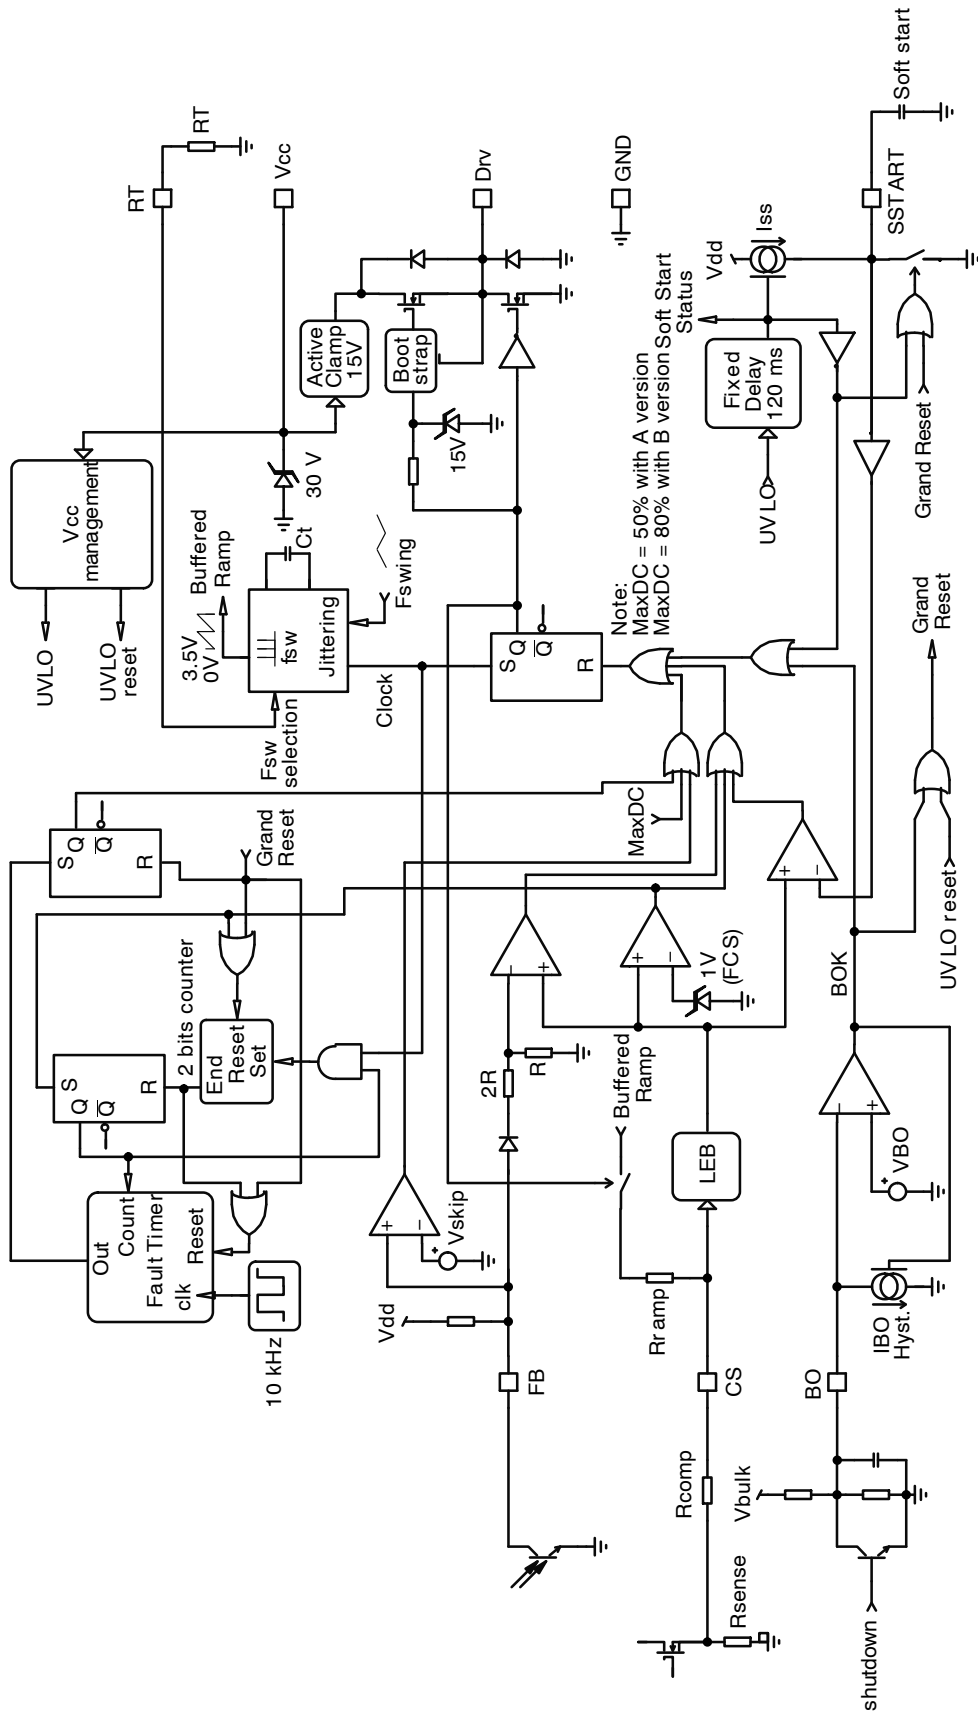 shutdown
Vbulk
Rsense
Rcomp
FB
CS
BO
Vdd
10 kHz
clk
Fault Timer
Reset
Out
Count
Vskip
Rramp
IBO
Hyst.
VBO
Q
Q
S
R
2 bits counter
End
Reset
Set
2R
R
Buffered
Ramp
LEB
1V
(FCS)
+
−
+
−
−
+
+
−
+
−
−
+
+
+
BOK
UVLO reset
Grand
Reset
Grand
Reset
S
Q
Q
R
MaxDC
Fsw
selection
Clock
S
Q
Q
R
UVLO
UVLO
reset
Vcc
management
3.5V
0V
Buffered
Ramp
fsw
Jittering
Ct
Fswing
30 V
Note:
MaxDC = 50% with A version
MaxDC = 80% with B version
15V
Boot
strap
Active
Clamp
15V
UVLO
Fixed
Delay
120 ms
Soft Start
Status
Grand Reset
Vdd
Iss
RT
RT
Vcc
Drv
GND
SSTART
Soft start